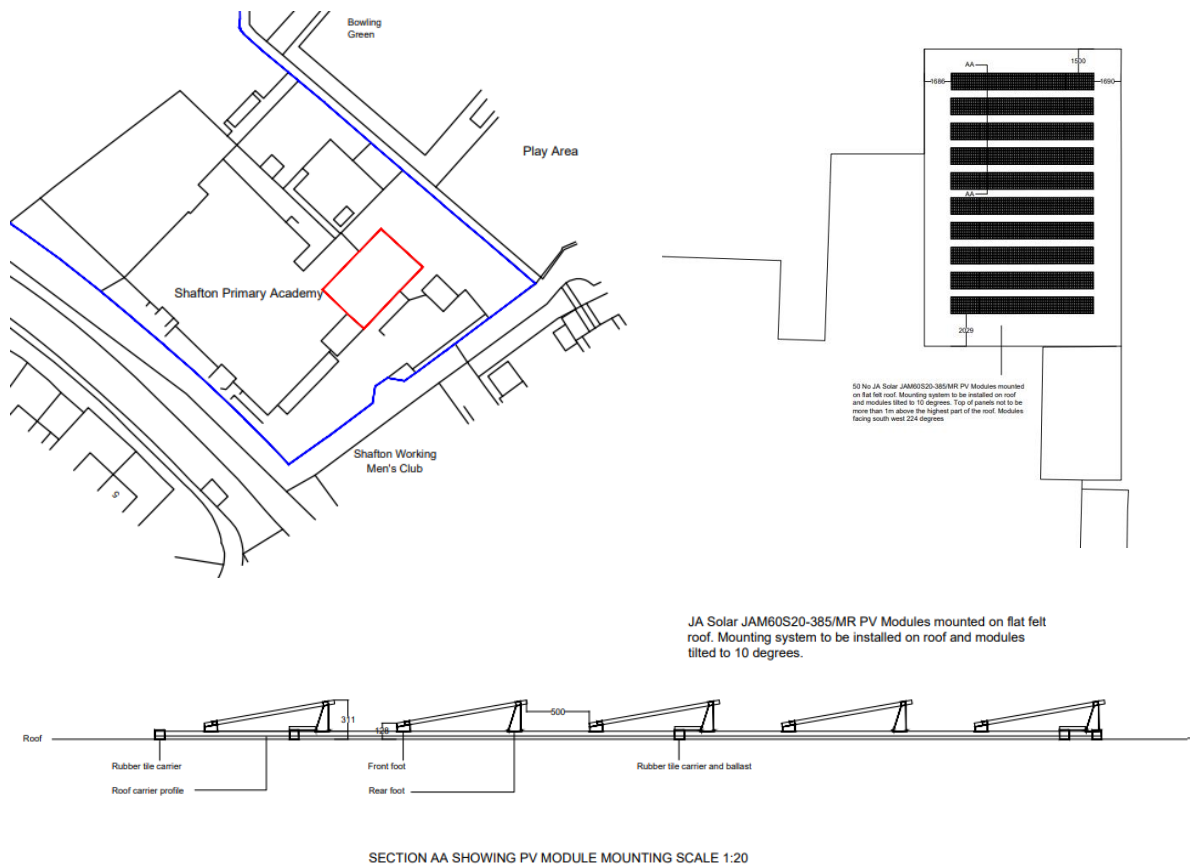 Bowling
Green
Play Area
Shafton Primary Academy
Shafton Working
Men's Club
S
AA
1500
1686
1690
AA
2029
50 No JA Solar JAM60S20-385/MR PV Modules mounted
on flat felt roof. Mounting system to be installed on roof
and modules tilted to 10 degrees. Top of panels not to be
more than 1m above the highest part of the roof. Modules
facing south west 224 degrees
JA Solar JAM60S20-385/MR PV Modules mounted on flat felt
roof. Mounting system to be installed on roof and modules
tilted to 10 degrees.
311
128
500
Roof
Rubber tile carrier
Front foot
Rubber tile carrier and ballast
Roof carrier profile
Rear foot
SECTION AA SHOWING PV MODULE MOUNTING SCALE 1:20